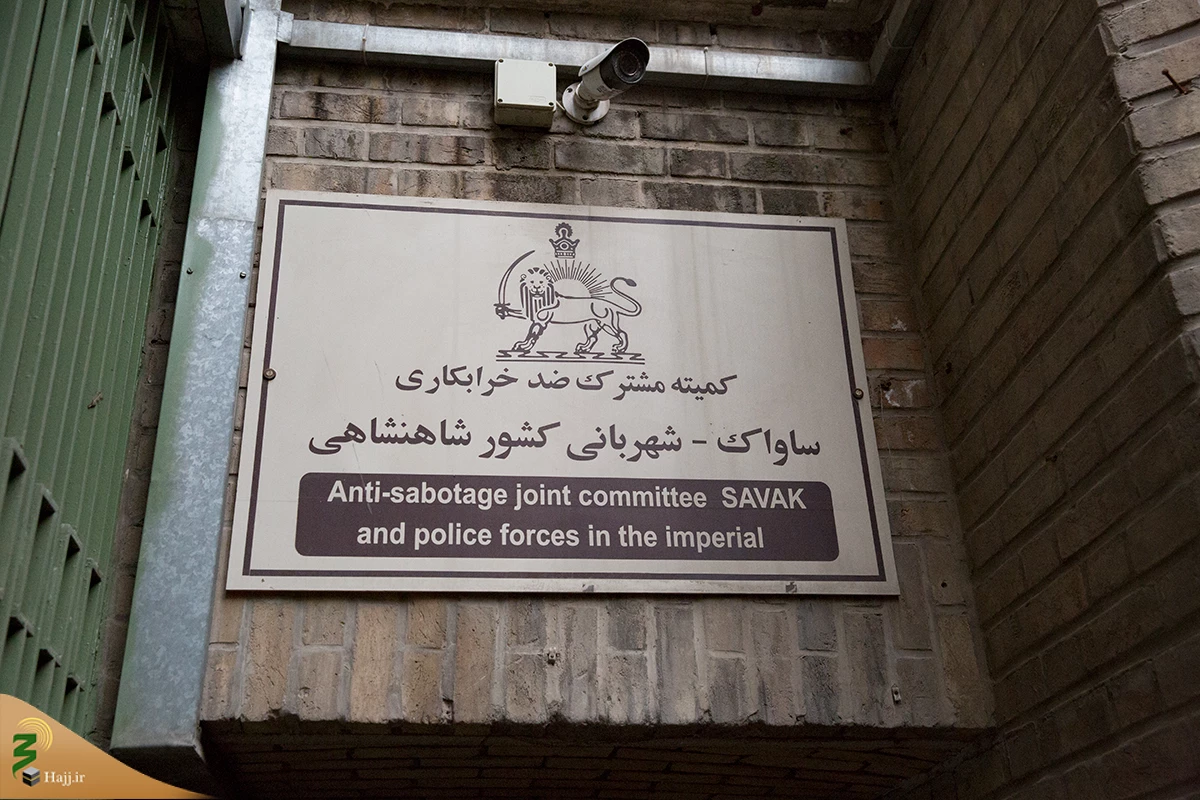 کمیته مشترک ضد خرابکاری
ساواک - شهربانی کشور شاهنشاهی
Anti-sabotage joint committee SAVAK
and police forces in the imperial
Hajj.ir